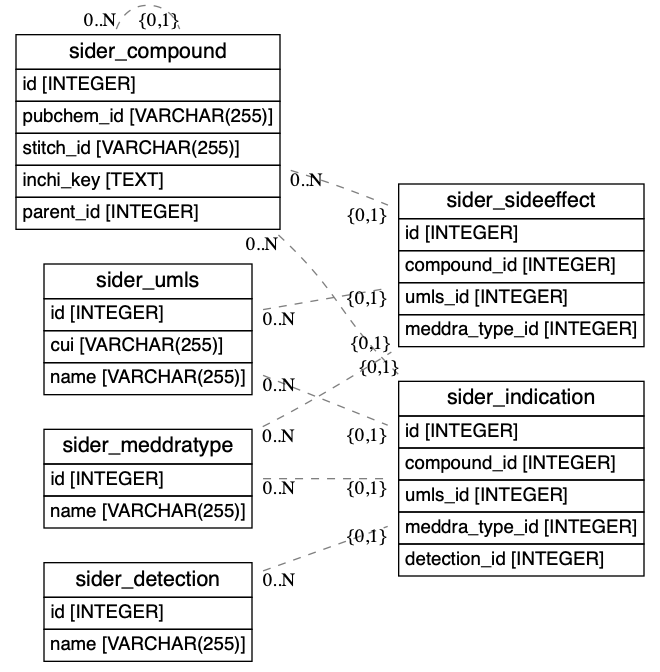 0..N {0,1}
sider_compound
id [INTEGER]
pubchem_id [VARCHAR(255)]
stitch_id [VARCHAR(255)]
inchi_key [TEXT]
parent_id [INTEGER]
0..N
{0,1}
0..N
sider_sideeffect
id [INTEGER]
compound_id [INTEGER]
umls_id [INTEGER]
meddra_type_id [INTEGER]
sider_umls
id [INTEGER]
cui [VARCHAR(255)]
name [VARCHAR(255)]
{0,1}
0..N
{0,1}
{0,1}
0..N
sider_indication
id [INTEGER]
compound_id [INTEGER]
umls_id [INTEGER]
meddra_type_id [INTEGER]
detection_id [INTEGER]
sider_meddratype
id [INTEGER]
name [VARCHAR(255)]
0..N {0,1}
0..N {0,1}
{0,1}
0..N
sider_detection
id [INTEGER]
name [VARCHAR(255)]